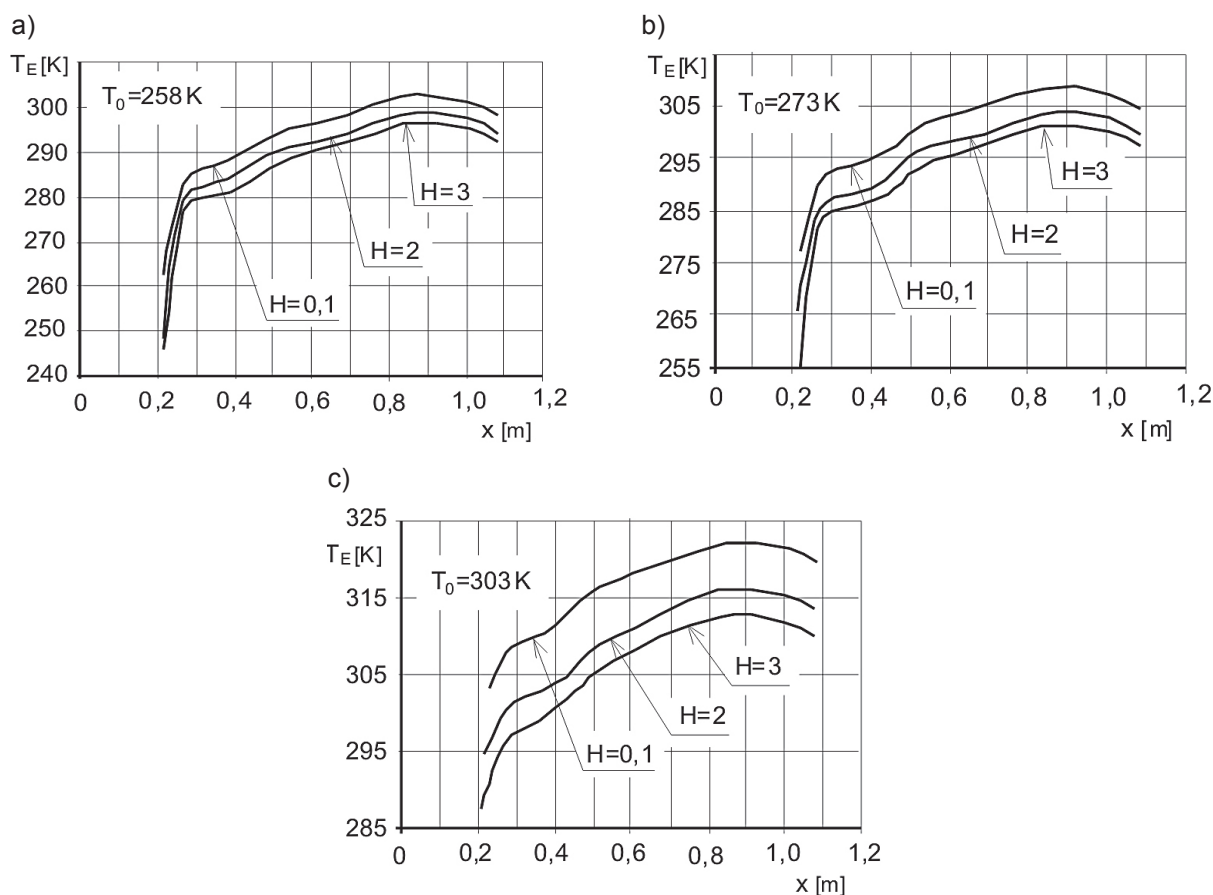 a)
T_E [K]
T_0=258 K
300
290
280
270
260
250
240
H=3
H=2
H=0,1
0 0,2 0,4 0,6 0,8 1,0 1,2
x [m]
b)
T_E [K]
T_0=273 K
305
295
285
275
265
255
H=3
H=2
H=0,1
0 0,2 0,4 0,6 0,8 1,0 1,2
x [m]
c)
325
T_E [K]
T_0=303 K
315
305
295
285
H=3
H=2
H=0,1
0 0,2 0,4 0,6 0,8 1,0 1,2
x [m]